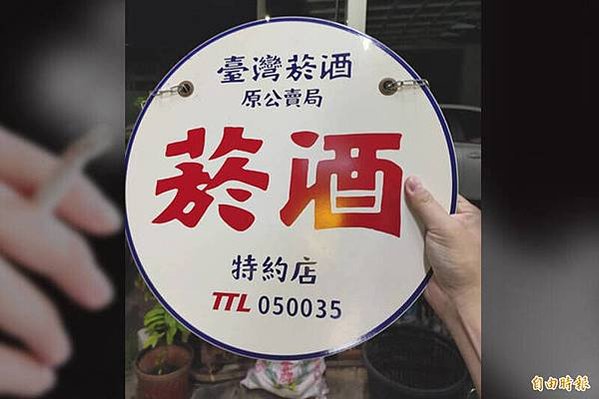 臺灣菸酒
原公賣局
菸酒
特約店
TTL 050035
自由時報